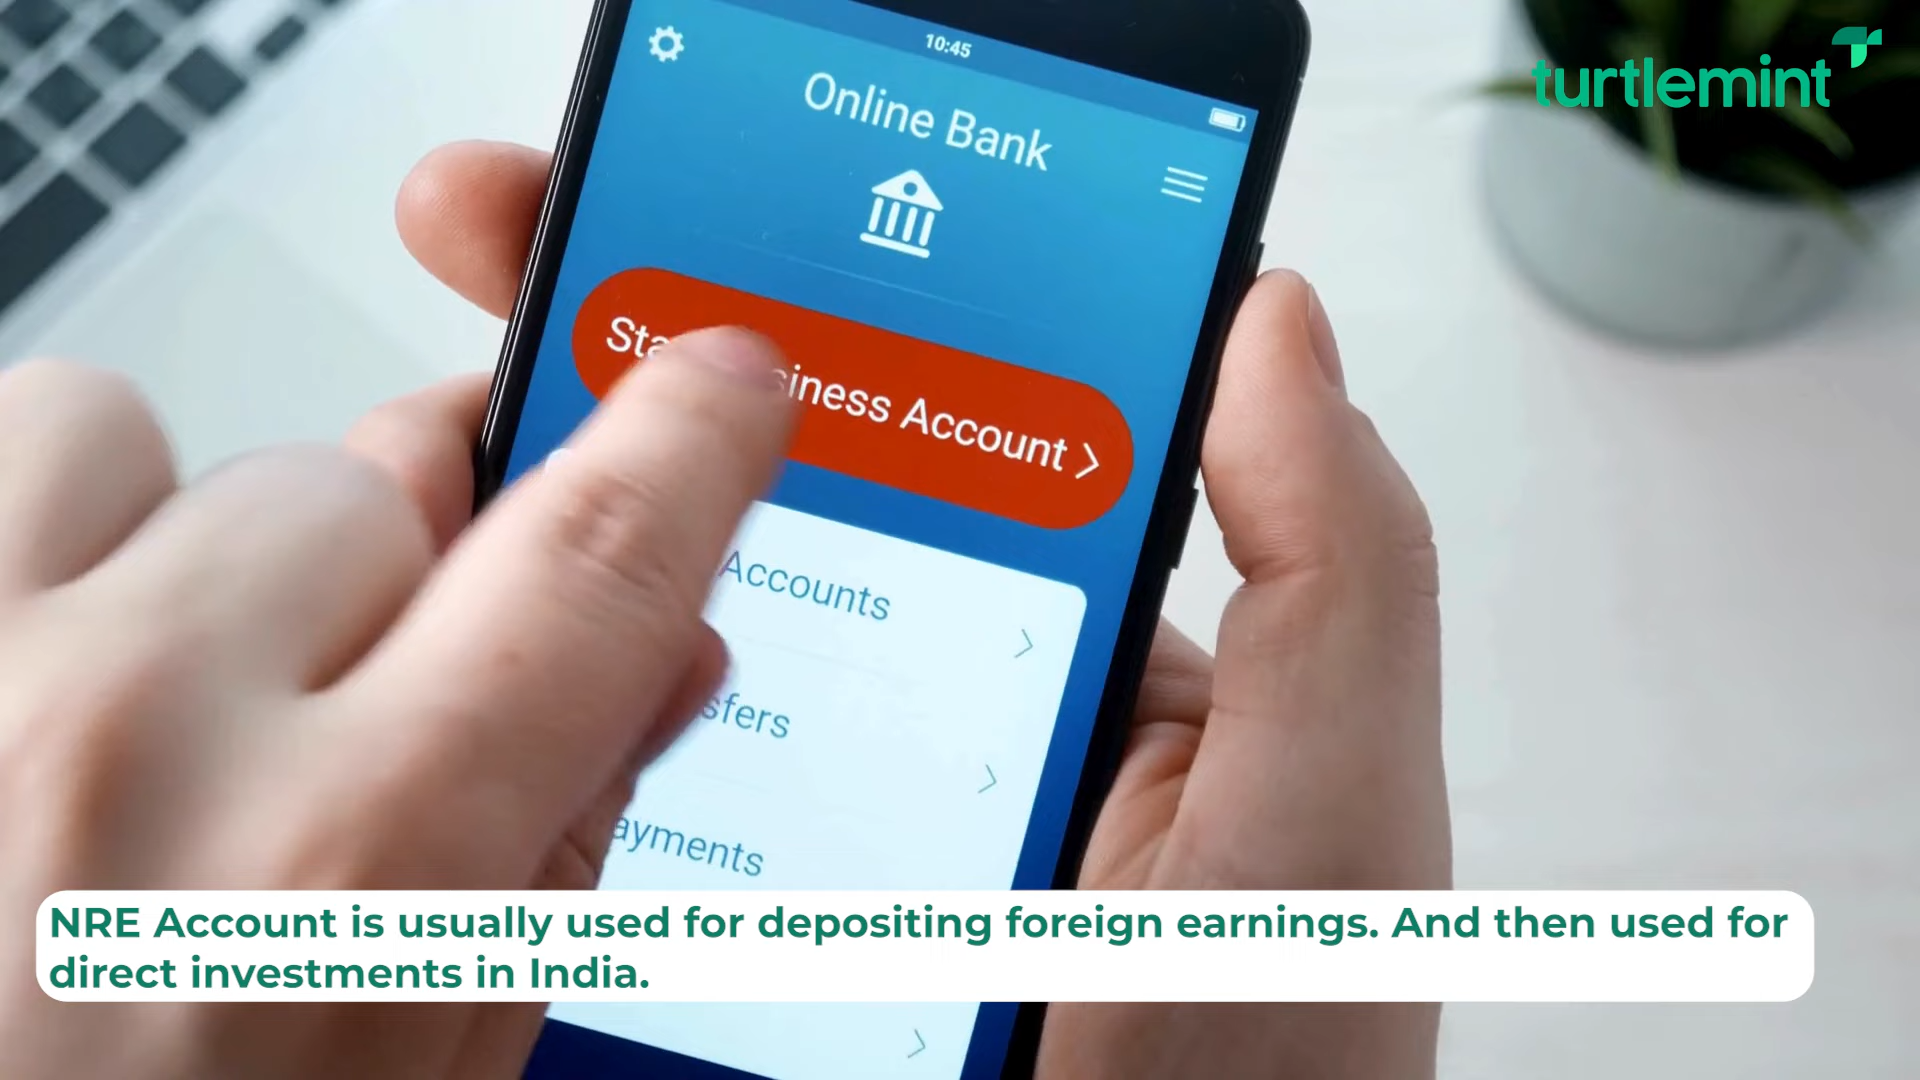 turtlemint
10:45
Online Bank
Account >
Accounts
NRE Account is usually used for depositing foreign earnings. And then used for
direct investments in India.